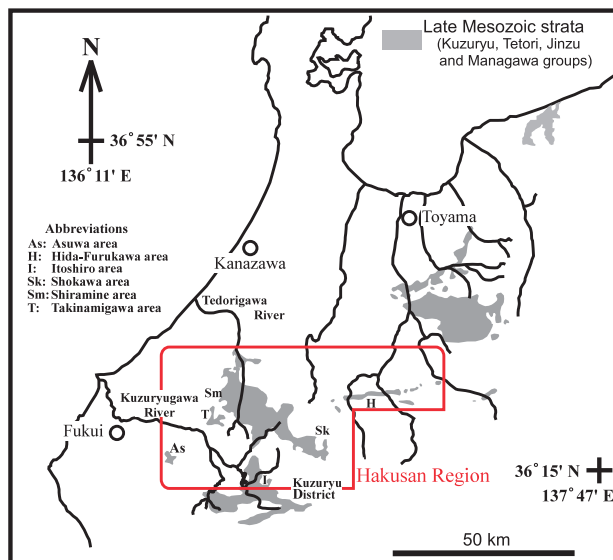 Late Mesozoic strata
(Kuzuryu, Tetori, Jinzu
and Managawa groups)
N
36˚55' N
136˚11' E
Abbreviations
As: Asuwa area
H: Hida-Furukawa area
I: Itoshiro area
Sk: Shokawa area
Sm: Shiramine area
T: Takinamigawa area
Toyama
Kanazawa
Tedorigawa
River
Kuzuryugawa
River
Sm
T
H
Fukui
As
Sk
I
Kuzuryu
District
Hakusan Region
36˚15' N
137˚47' E
50 km